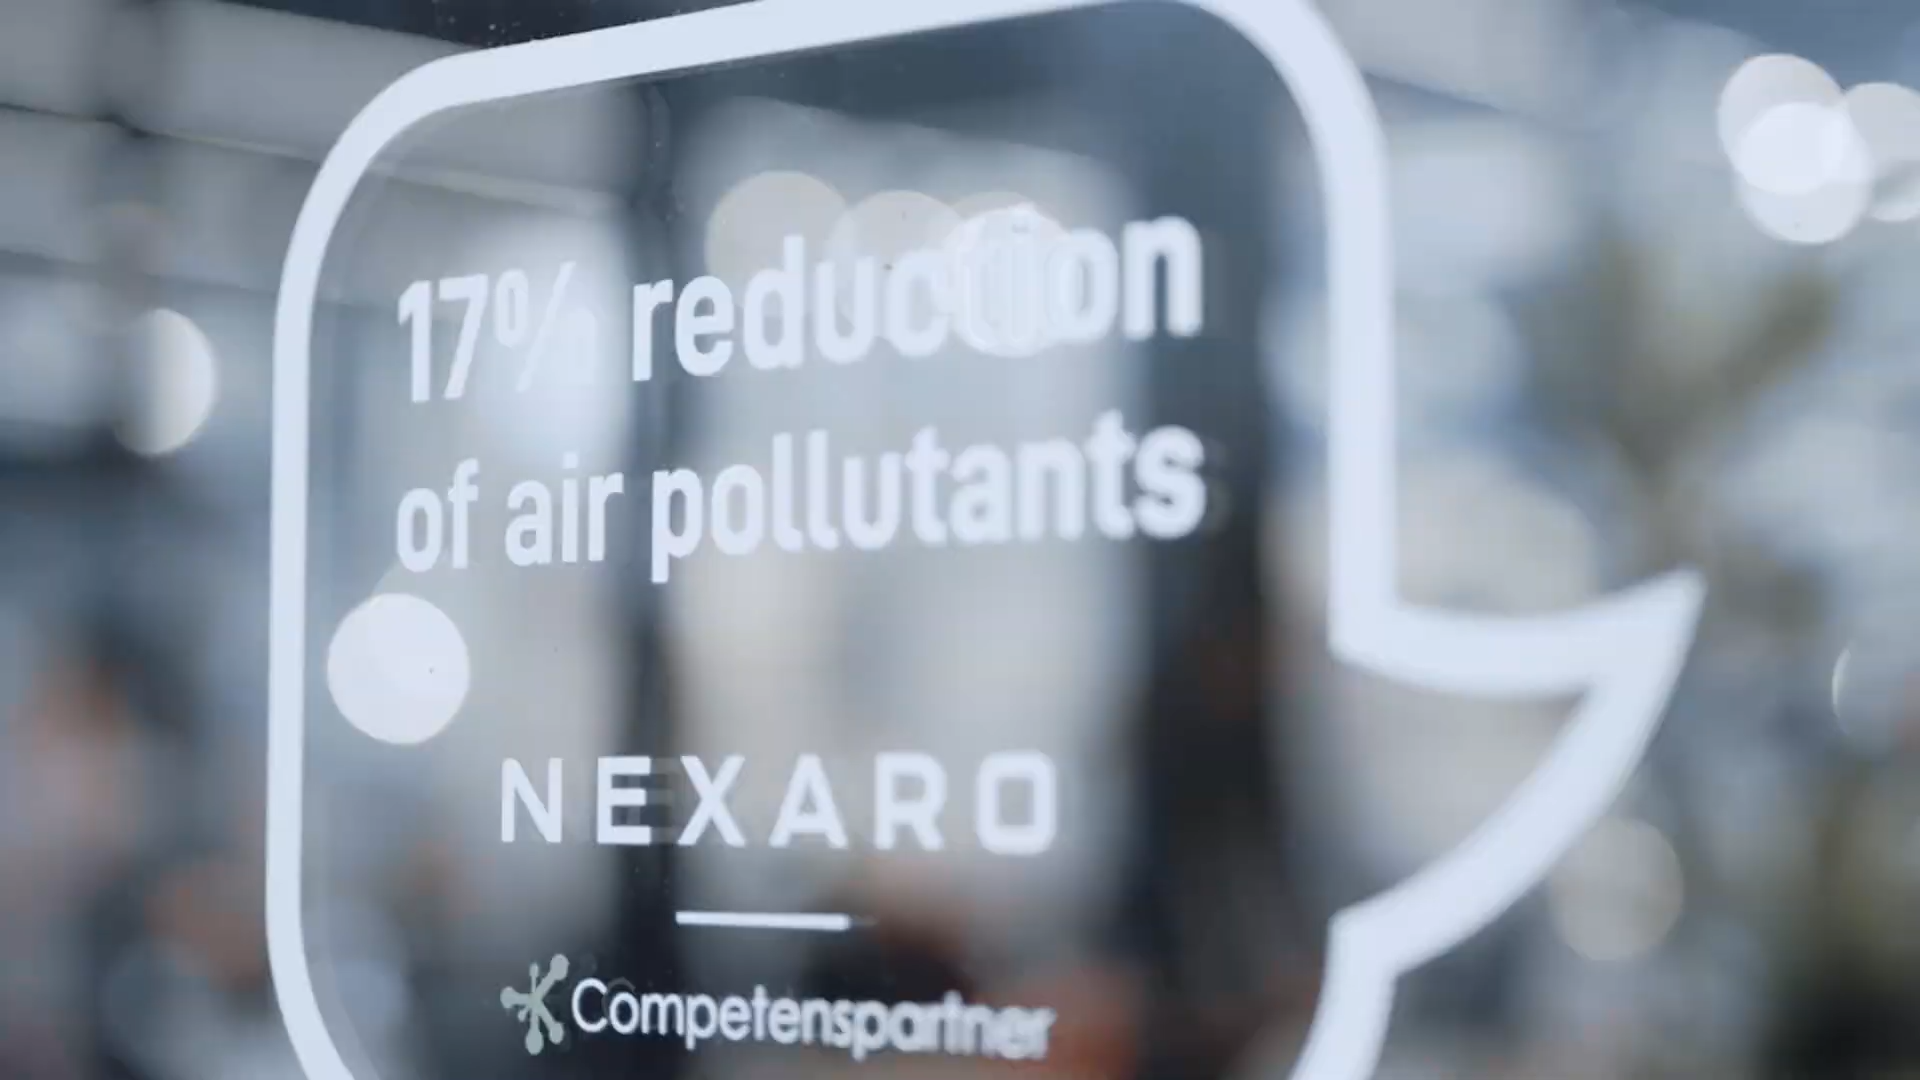 17% reduction
of air pollutants
NEXARO
Competenspartner